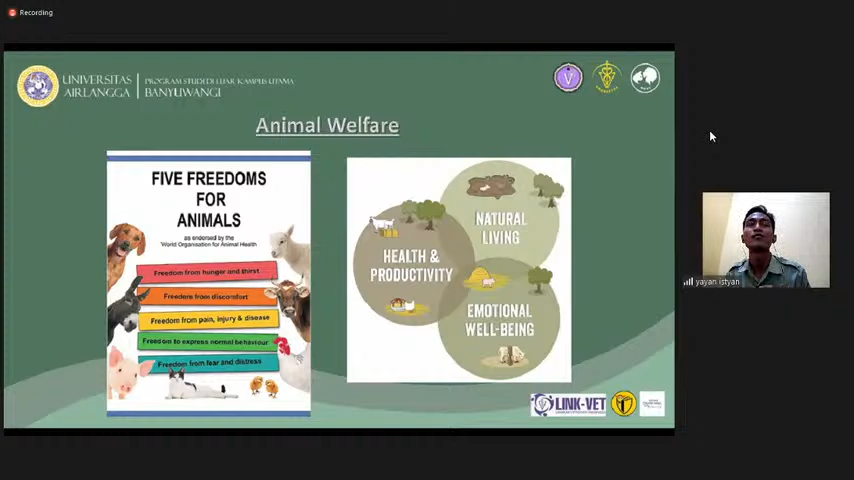 Recording
UNIVERSITAS
AIRLANGGA
PROGRAM STUDI DI LUAR KAMPUS UTAMA
BANYUWANGI
Animal Welfare
FIVE FREEDOMS
FOR
ANIMALS
as endorsed by the
'World Organisation for Animal Health
Freedom from hunger and thirst
Freedom from discomfort
Freedom from pain, injury & disease
Freedom to express normal behaviour
Freedom from fear and distress
NATURAL
LIVING
HEALTH &
PRODUCTIVITY
EMOTIONAL
WELL-BEING
yayan istyan
LINK-VET